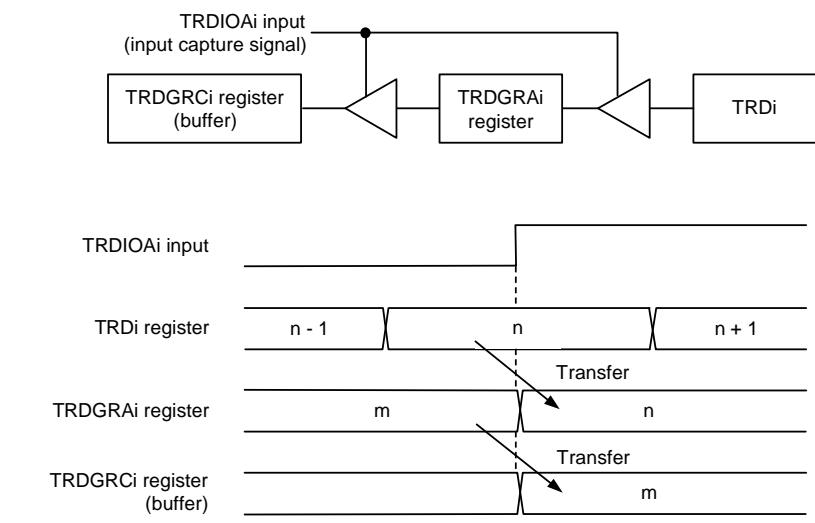 TRDIOAi input
(input capture signal)
TRDGRCi register
(buffer)
TRDGRAi
register
TRDi
TRDIOAi input
TRDi register
n - 1
n
n + 1
Transfer
TRDGRAi register
m
n
Transfer
TRDGRCi register
(buffer)
m